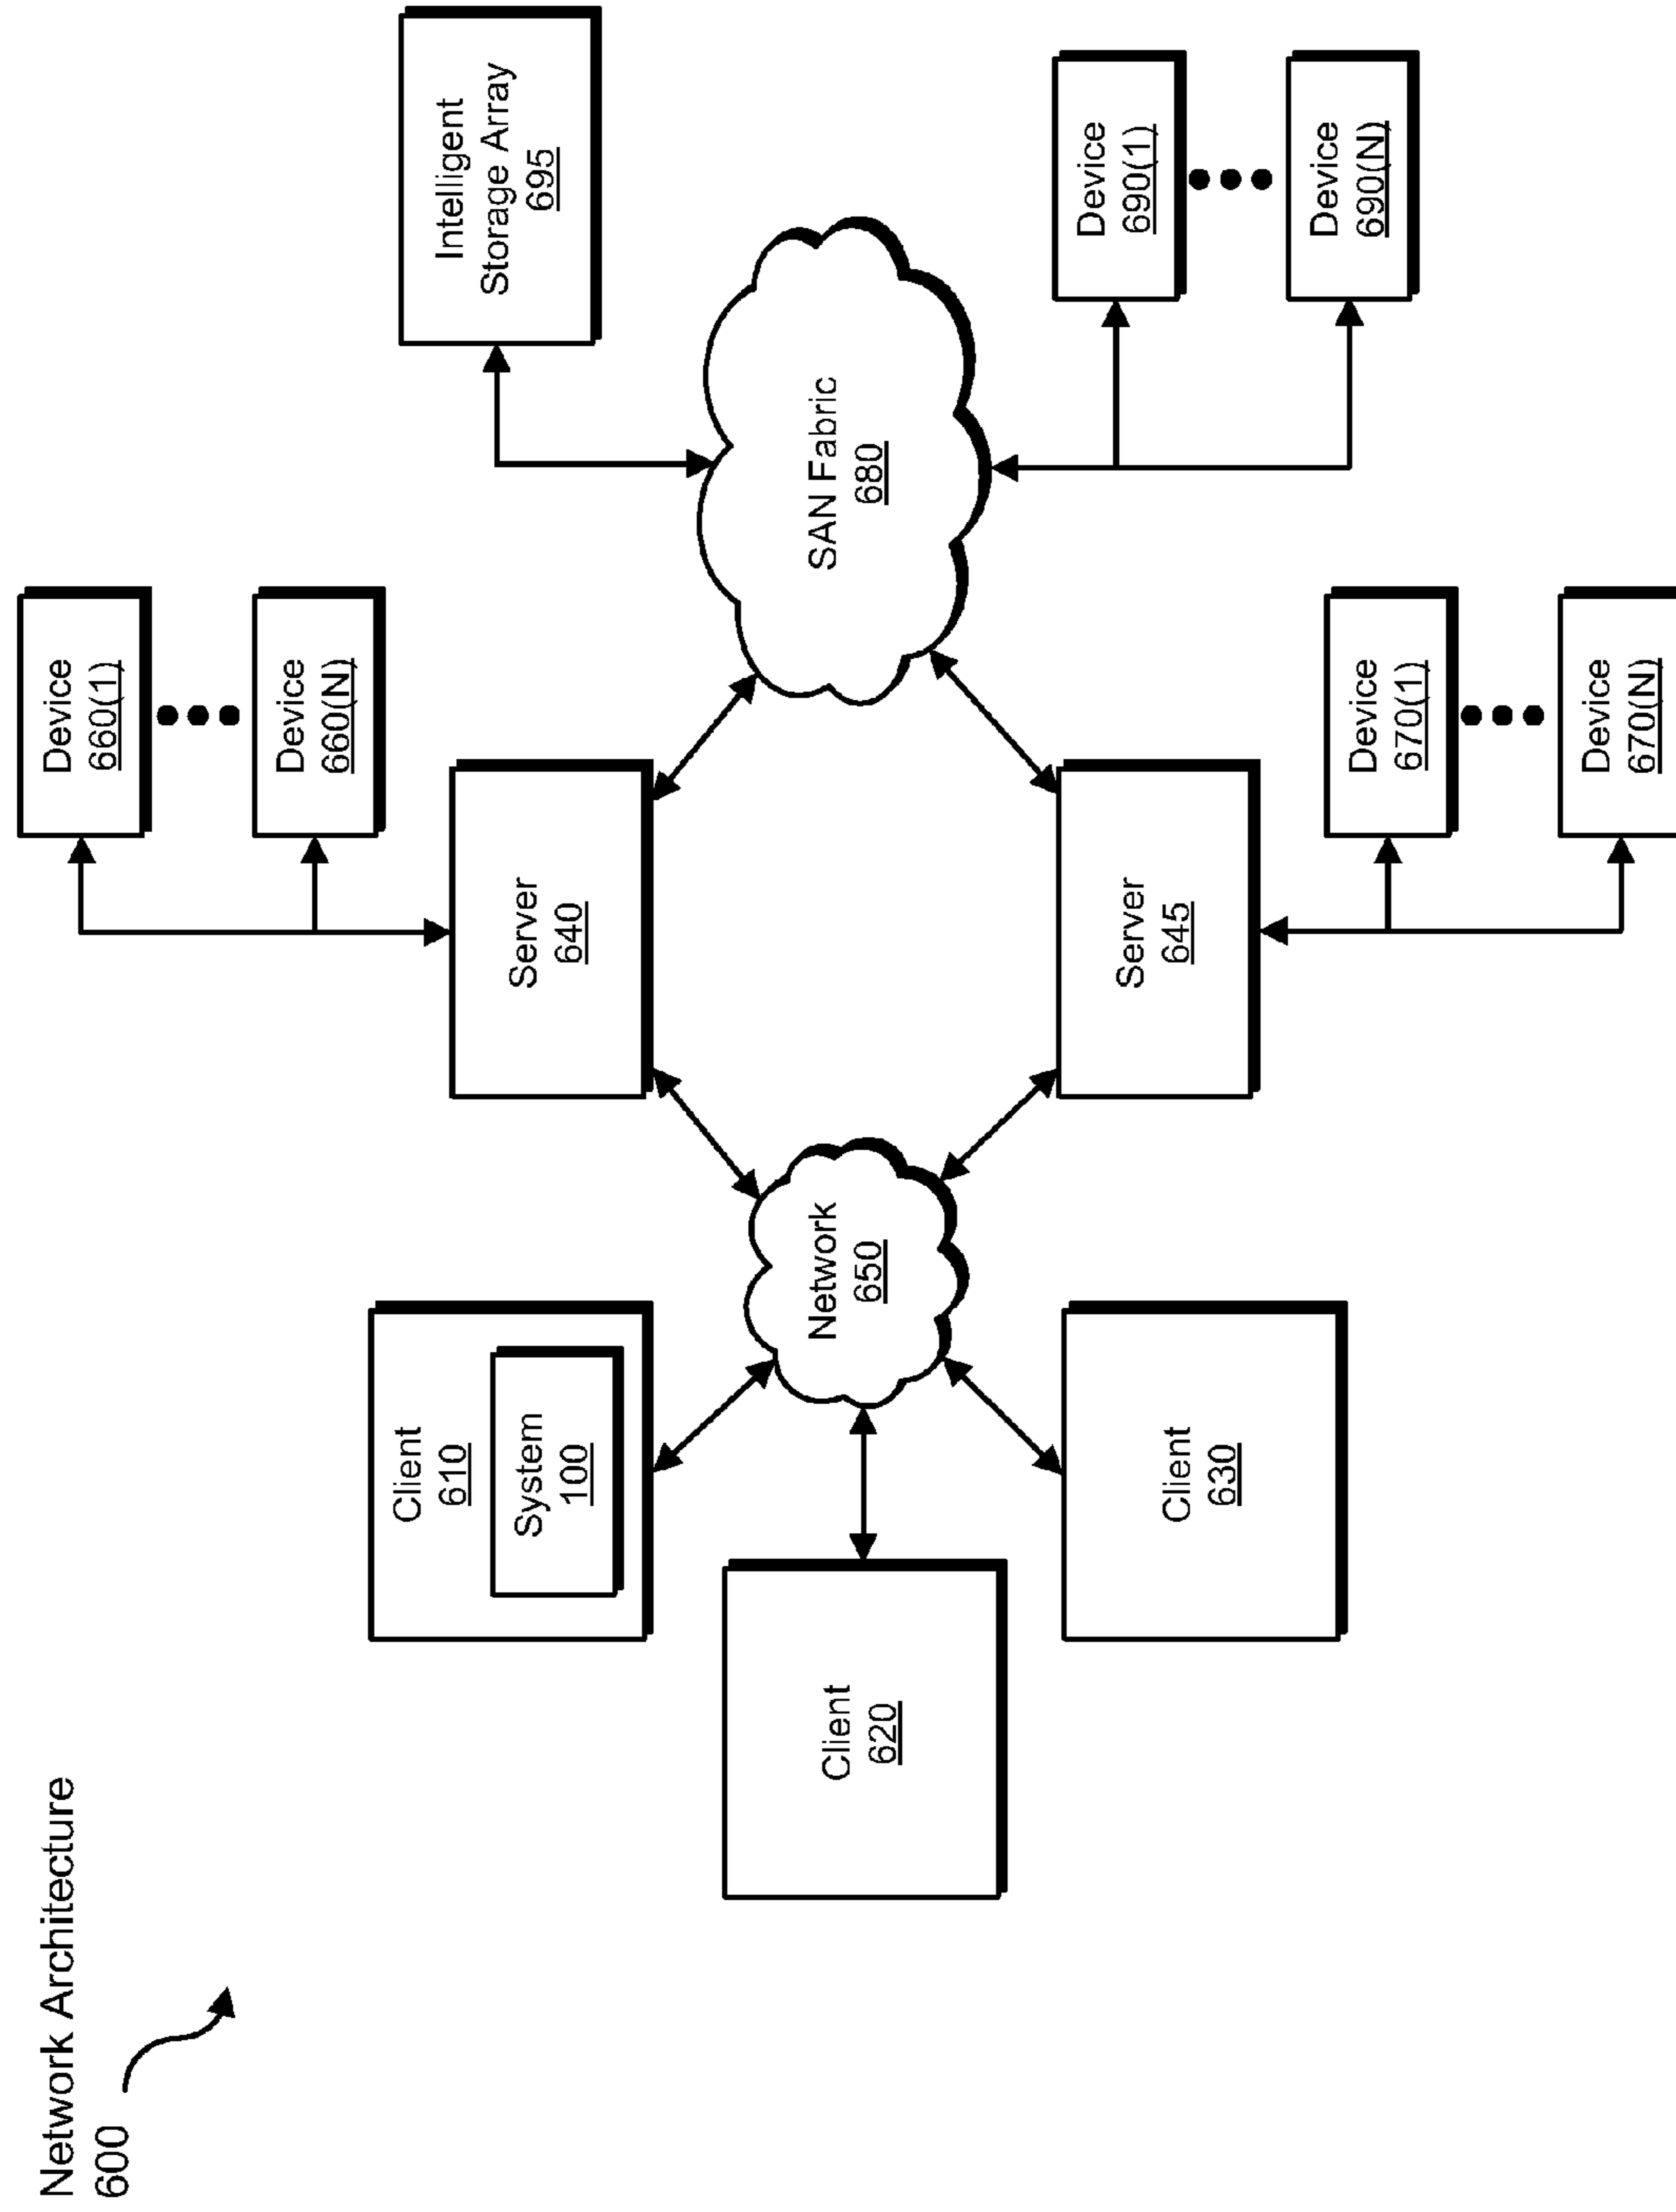 Network Architecture
600
Device
660(1)
Device
660(N)
Intelligent
Storage Array
695
Client
610
System
100
Server
640
Client
620
Network
650
SAN Fabric
680
Client
630
Server
645
Device
690(1)
Device
690(N)
Device
670(1)
Device
670(N)